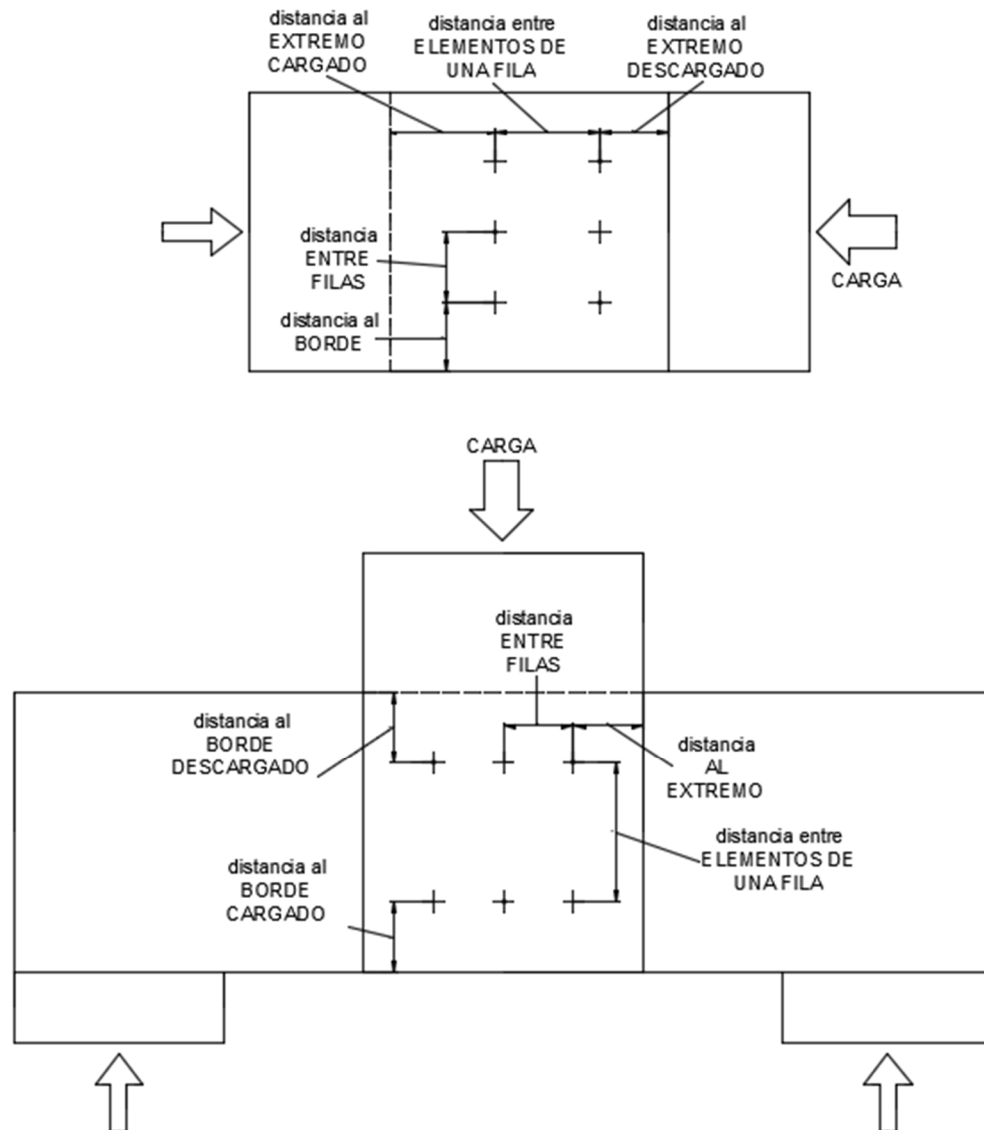 distancia al
EXTREMO
CARGADO
distancia entre
ELEMENTOS DE
UNA FILA
distancia al
EXTREMO
DESCARGADO
distancia
ENTRE
FILAS
CARGA
distancia al
BORDE
CARGA
distancia
ENTRE
FILAS
distancia al
BORDE
DESCARGADO
distancia
AL
EXTREMO
distancia entre
ELEMENTOS DE
UNA FILA
distancia al
BORDE
CARGADO